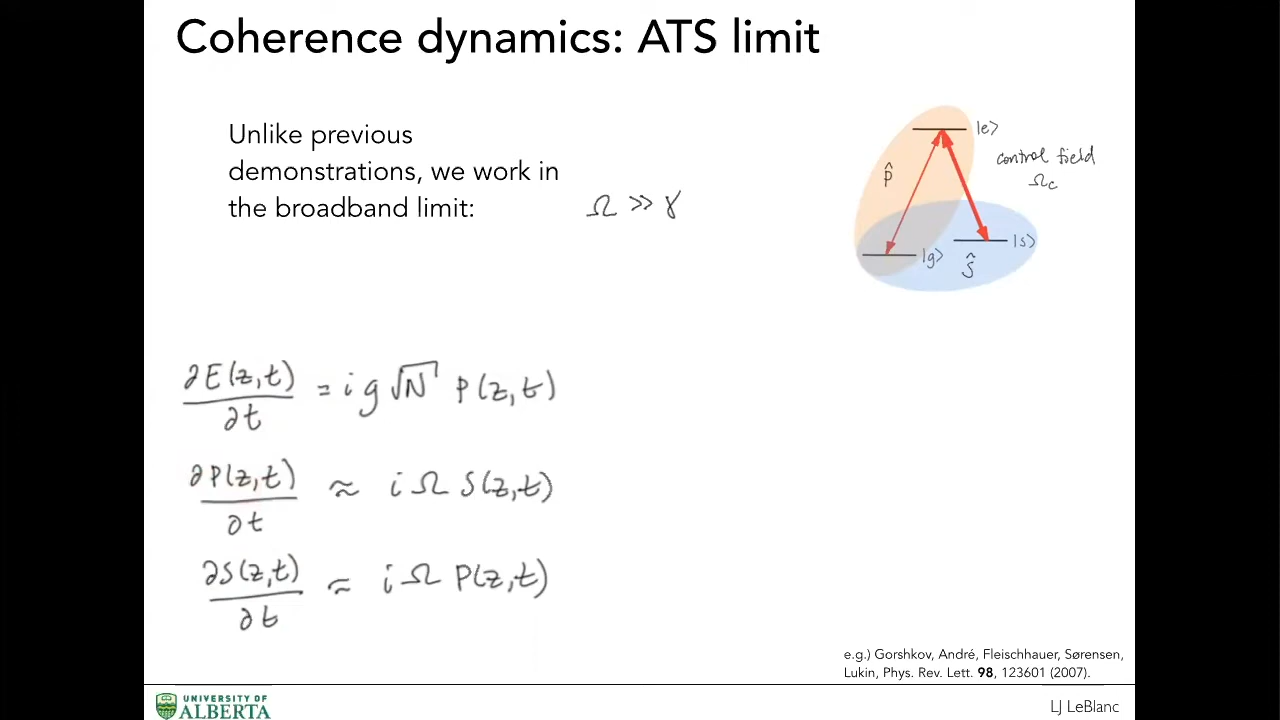 Coherence dynamics: ATS limit
Unlike previous
demonstrations, we work in
the broadband limit:
Ω >> γ
|e>
control field
Ωc
p̂
|s>
|g>
ŝ
∂E(z,t)/∂t = i g √N P(z,t)
∂P(z,t)/∂t ≈ i Ω S(z,t)
∂S(z,t)/∂t ≈ i Ω P(z,t)
e.g.) Gorshkov, André, Fleischhauer, Sørensen,
Lukin, Phys. Rev. Lett. 98, 123601 (2007).
UNIVERSITY OF
ALBERTA
LJ LeBlanc